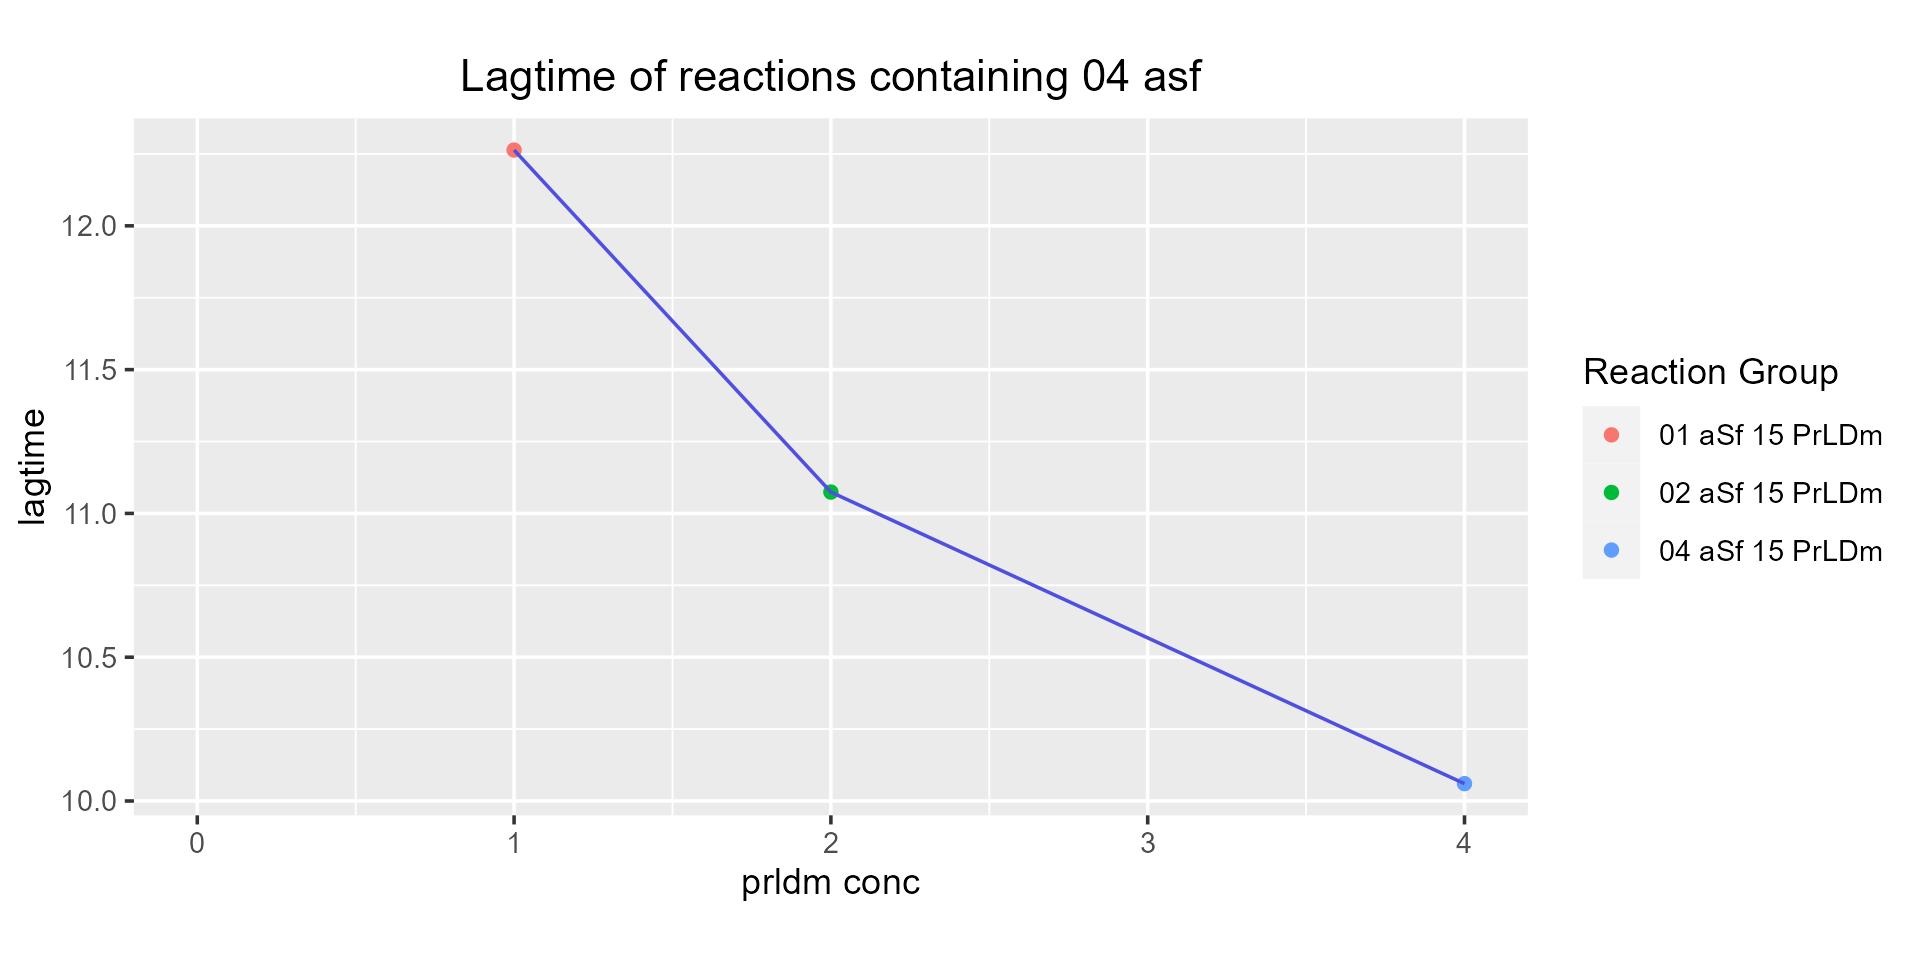 Lagtime of reactions containing 04 asf
lagtime
12.0
11.5
11.0
10.5
10.0
0 1 2 3 4
prldm conc
Reaction Group
01 aSf 15 PrLDm
02 aSf 15 PrLDm
04 aSf 15 PrLDm